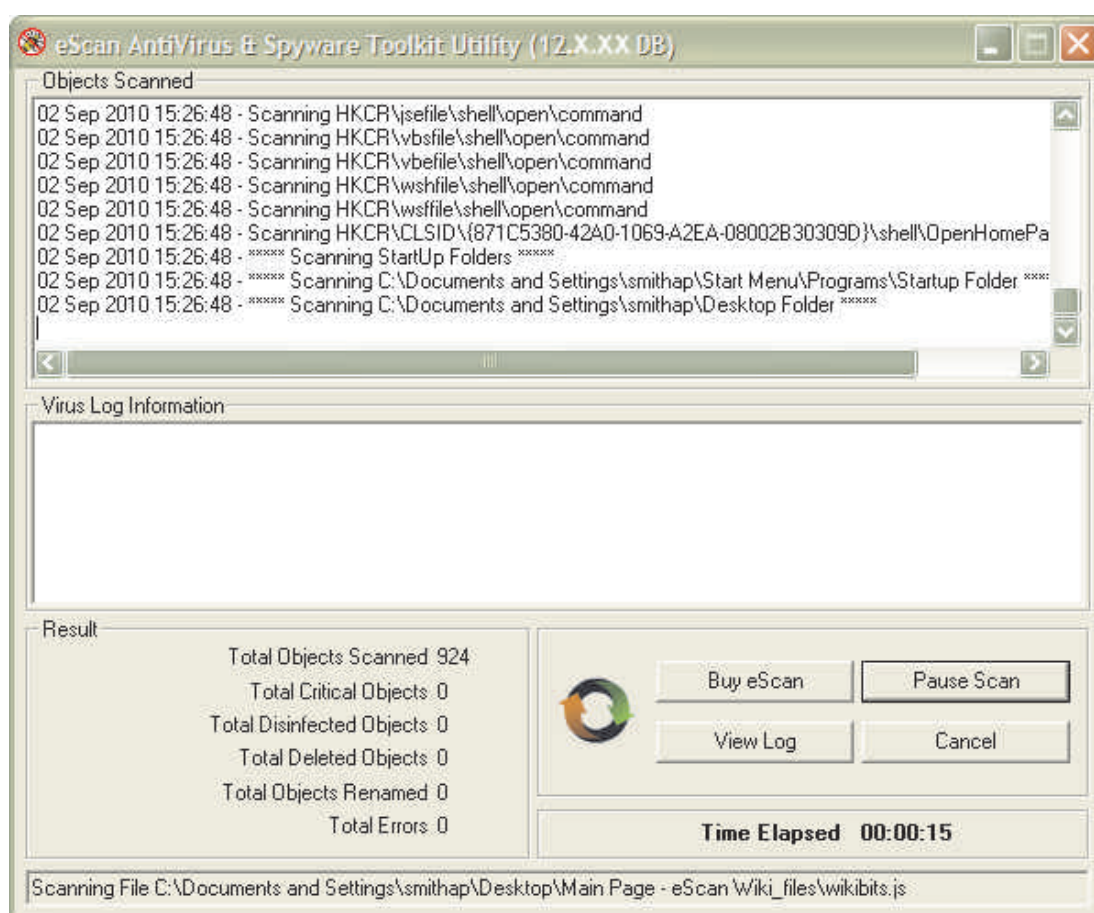 eScan AntiVirus & Spyware Toolkit Utility (12.X.XX DB)
Objects Scanned
02 Sep 2010 15:26:48 - Scanning HKCR\jsefile\shell\open\command
02 Sep 2010 15:26:48 - Scanning HKCR\vbsfile\shell\open\command
02 Sep 2010 15:26:48 - Scanning HKCR\vbefile\shell\open\command
02 Sep 2010 15:26:48 - Scanning HKCR\wshfile\shell\open\command
02 Sep 2010 15:26:48 - Scanning HKCR\wsffile\shell\open\command
02 Sep 2010 15:26:48 - Scanning HKCR\CLSID\{871C5380-42A0-1069-A2EA-08002B30309D}\shell\OpenHomePa
02 Sep 2010 15:26:48 - ***** Scanning StartUp Folders *****
02 Sep 2010 15:26:48 - ***** Scanning C:\Documents and Settings\smithap\Start Menu\Programs\Startup Folder ****
02 Sep 2010 15:26:48 - ***** Scanning C:\Documents and Settings\smithap\Desktop Folder *****
Virus Log Information
Result
Total Objects Scanned 924
Total Critical Objects 0
Total Disinfected Objects 0
Total Deleted Objects 0
Total Objects Renamed 0
Total Errors 0
Buy eScan
Pause Scan
View Log
Cancel
Time Elapsed 00:00:15
Scanning File C:\Documents and Settings\smithap\Desktop\Main Page - eScan Wiki_files\wikibits.js